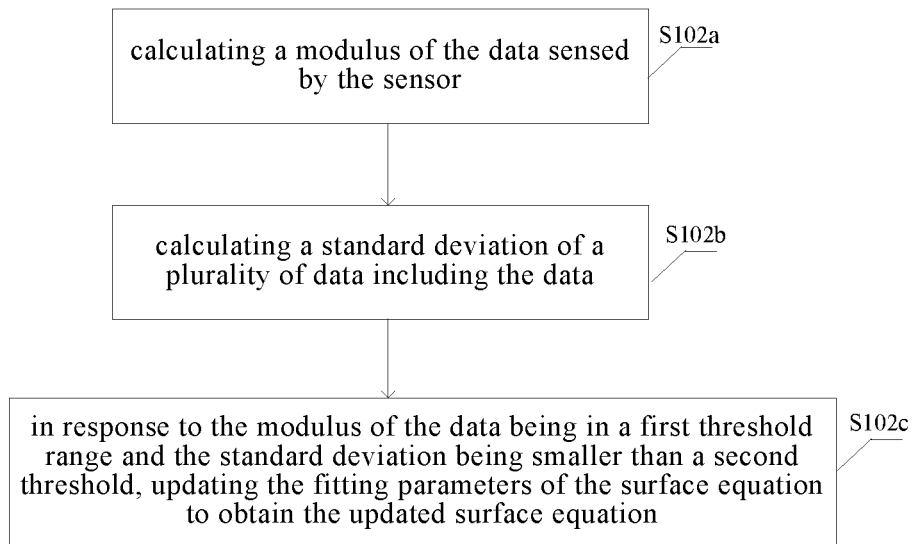 calculating a modulus of the data sensed
by the sensor
S102a
calculating a standard deviation of a
plurality of data including the data
S102b
in response to the modulus of the data being in a first threshold
range and the standard deviation being smaller than a second
threshold, updating the fitting parameters of the surface equation
to obtain the updated surface equation
S102c